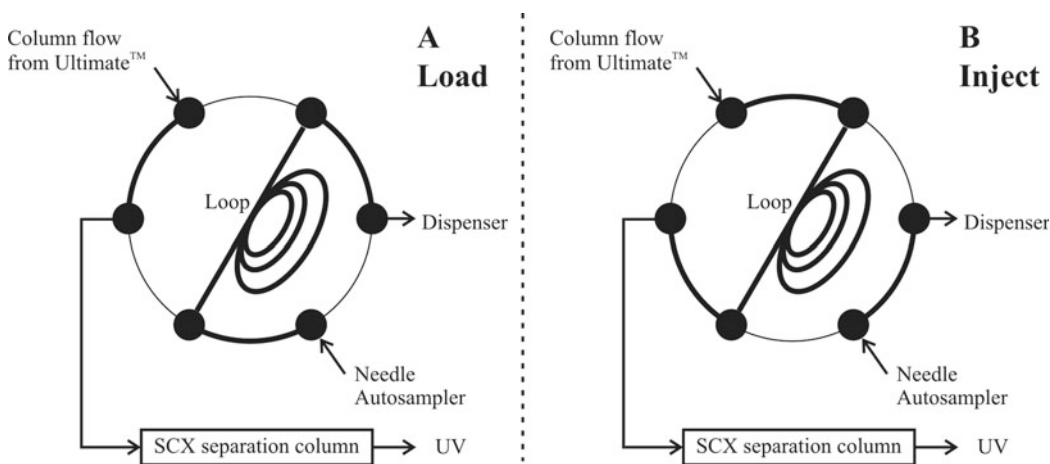 Column flow
from Ultimate™
A
Load
Loop
Dispenser
Needle
Autosampler
SCX separation column
UV
Column flow
from Ultimate™
B
Inject
Loop
Dispenser
Needle
Autosampler
SCX separation column
UV